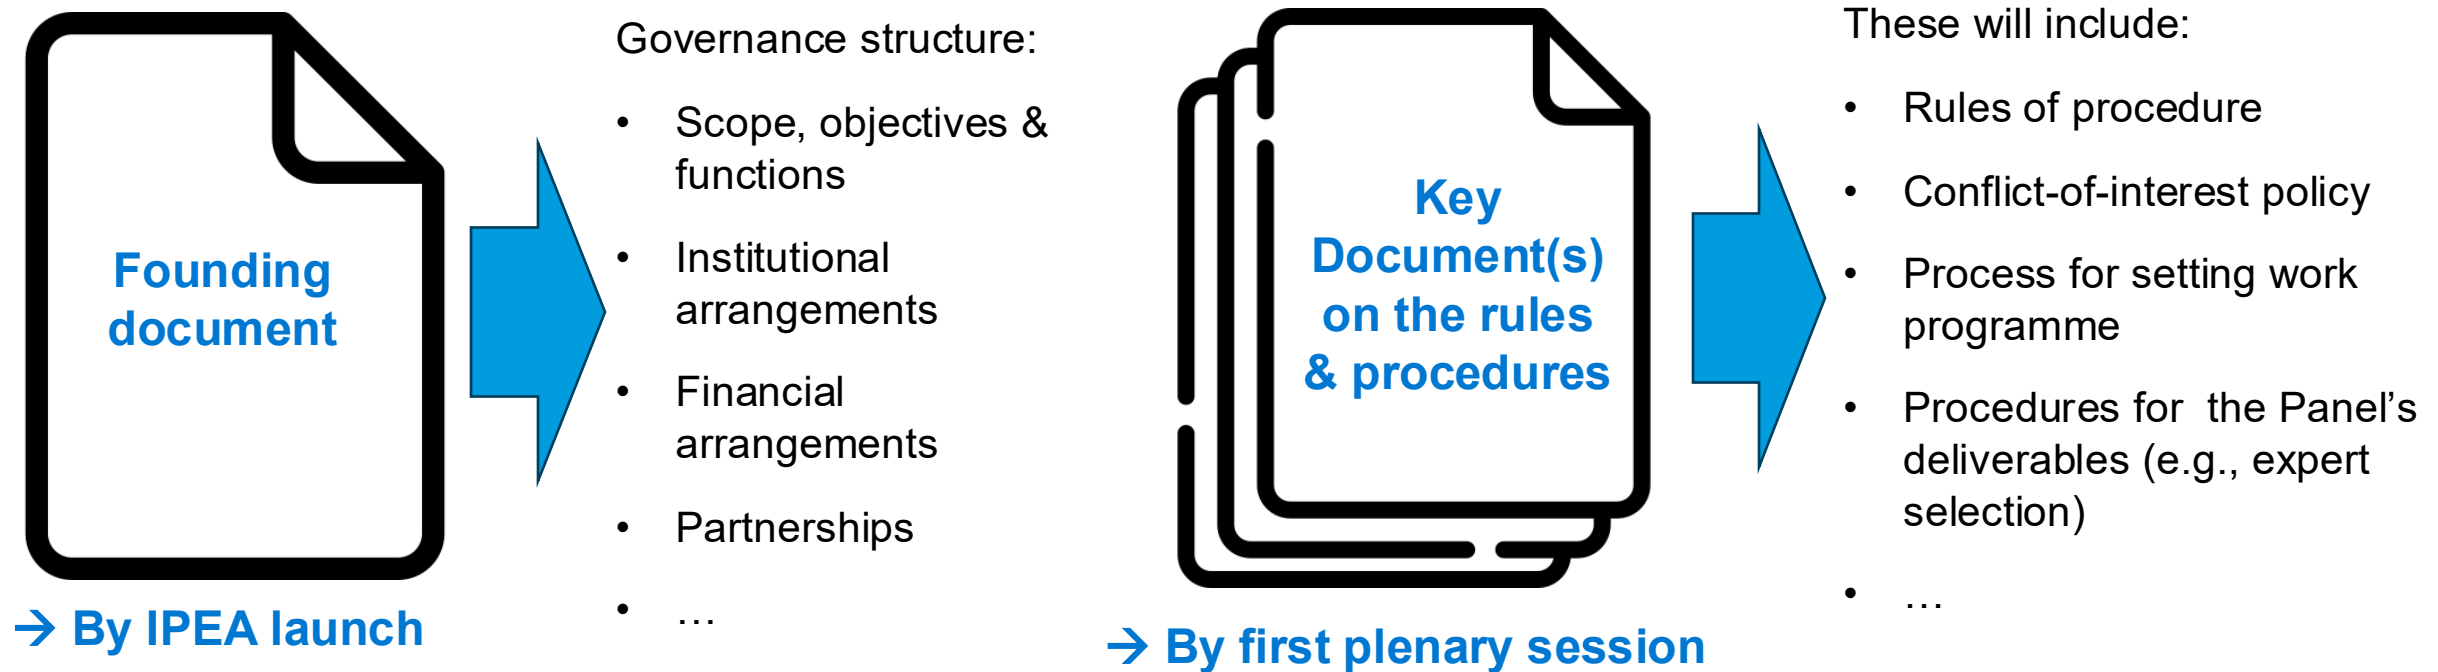 Founding
document
→ By IPEA launch
Governance structure:
• Scope, objectives &
functions
• Institutional
arrangements
• Financial
arrangements
• Partnerships
• …
Key
Document(s)
on the rules
& procedures
→ By first plenary session
These will include:
• Rules of procedure
• Conflict-of-interest policy
• Process for setting work
programme
• Procedures for  the Panel’s
deliverables (e.g., expert
selection)
• …